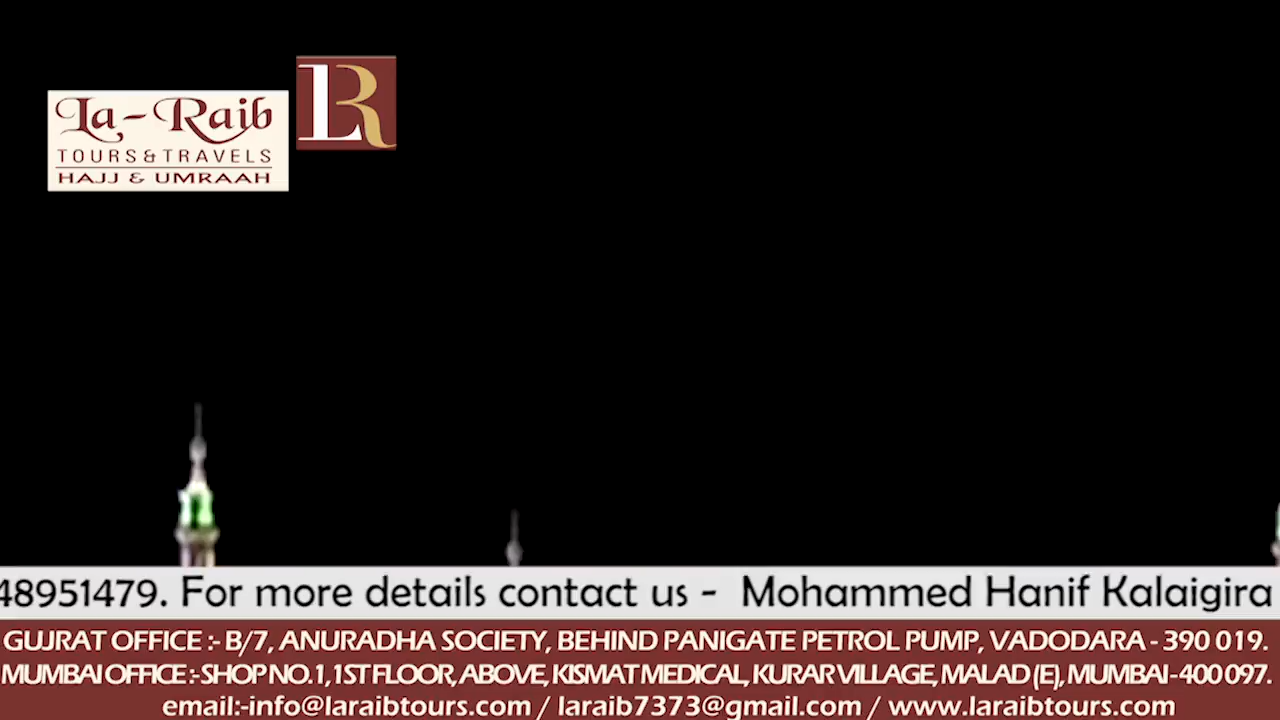 La-Raib
TOURS & TRAVELS
HAJJ & UMRAAH
LR
48951479. For more details contact us - Mohammed Hanif Kalaigira
GUJRAT OFFICE :- B/7, ANURADHA SOCIETY, BEHIND PANIGATE PETROL PUMP, VADODARA - 390 019.
MUMBAI OFFICE :- SHOP NO. 1, 1ST FLOOR, ABOVE, KISMAT MEDICAL, KURAR VILLAGE, MALAD (E), MUMBAI - 400 097.
email:-info@laraibtours.com / laraib7373@gmail.com / www.laraibtours.com